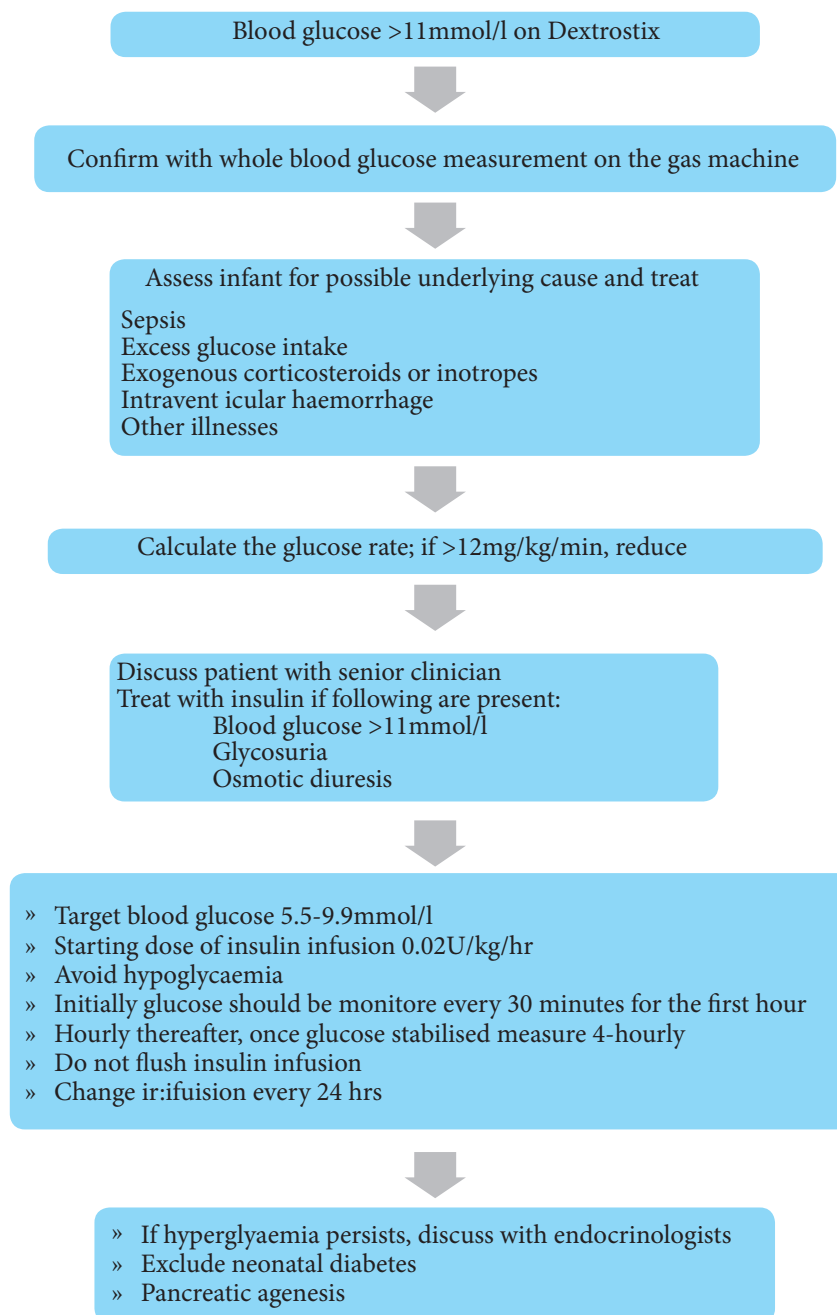 Blood glucose >11mmol/l on Dextrostix
Confirm with whole blood glucose measurement on the gas machine
Assess infant for possible underlying cause and treat
Sepsis
Excess glucose intake
Exogenous corticosteroids or inotropes
Intravent icular haemorrhage
Other illnesses
Calculate the glucose rate; if >12mg/kg/min, reduce
Discuss patient with senior clinician
Treat with insulin if following are present:
Blood glucose >11mmol/l
Glycosuria
Osmotic diuresis
» Target blood glucose 5.5-9.9mmol/l
» Starting dose of insulin infusion 0.02U/kg/hr
» Avoid hypoglycaemia
» Initially glucose should be monitore every 30 minutes for the first hour
» Hourly thereafter, once glucose stabilised measure 4-hourly
» Do not flush insulin infusion
» Change ir:ifuision every 24 hrs
» If hyperglyaemia persists, discuss with endocrinologists
» Exclude neonatal diabetes
» Pancreatic agenesis